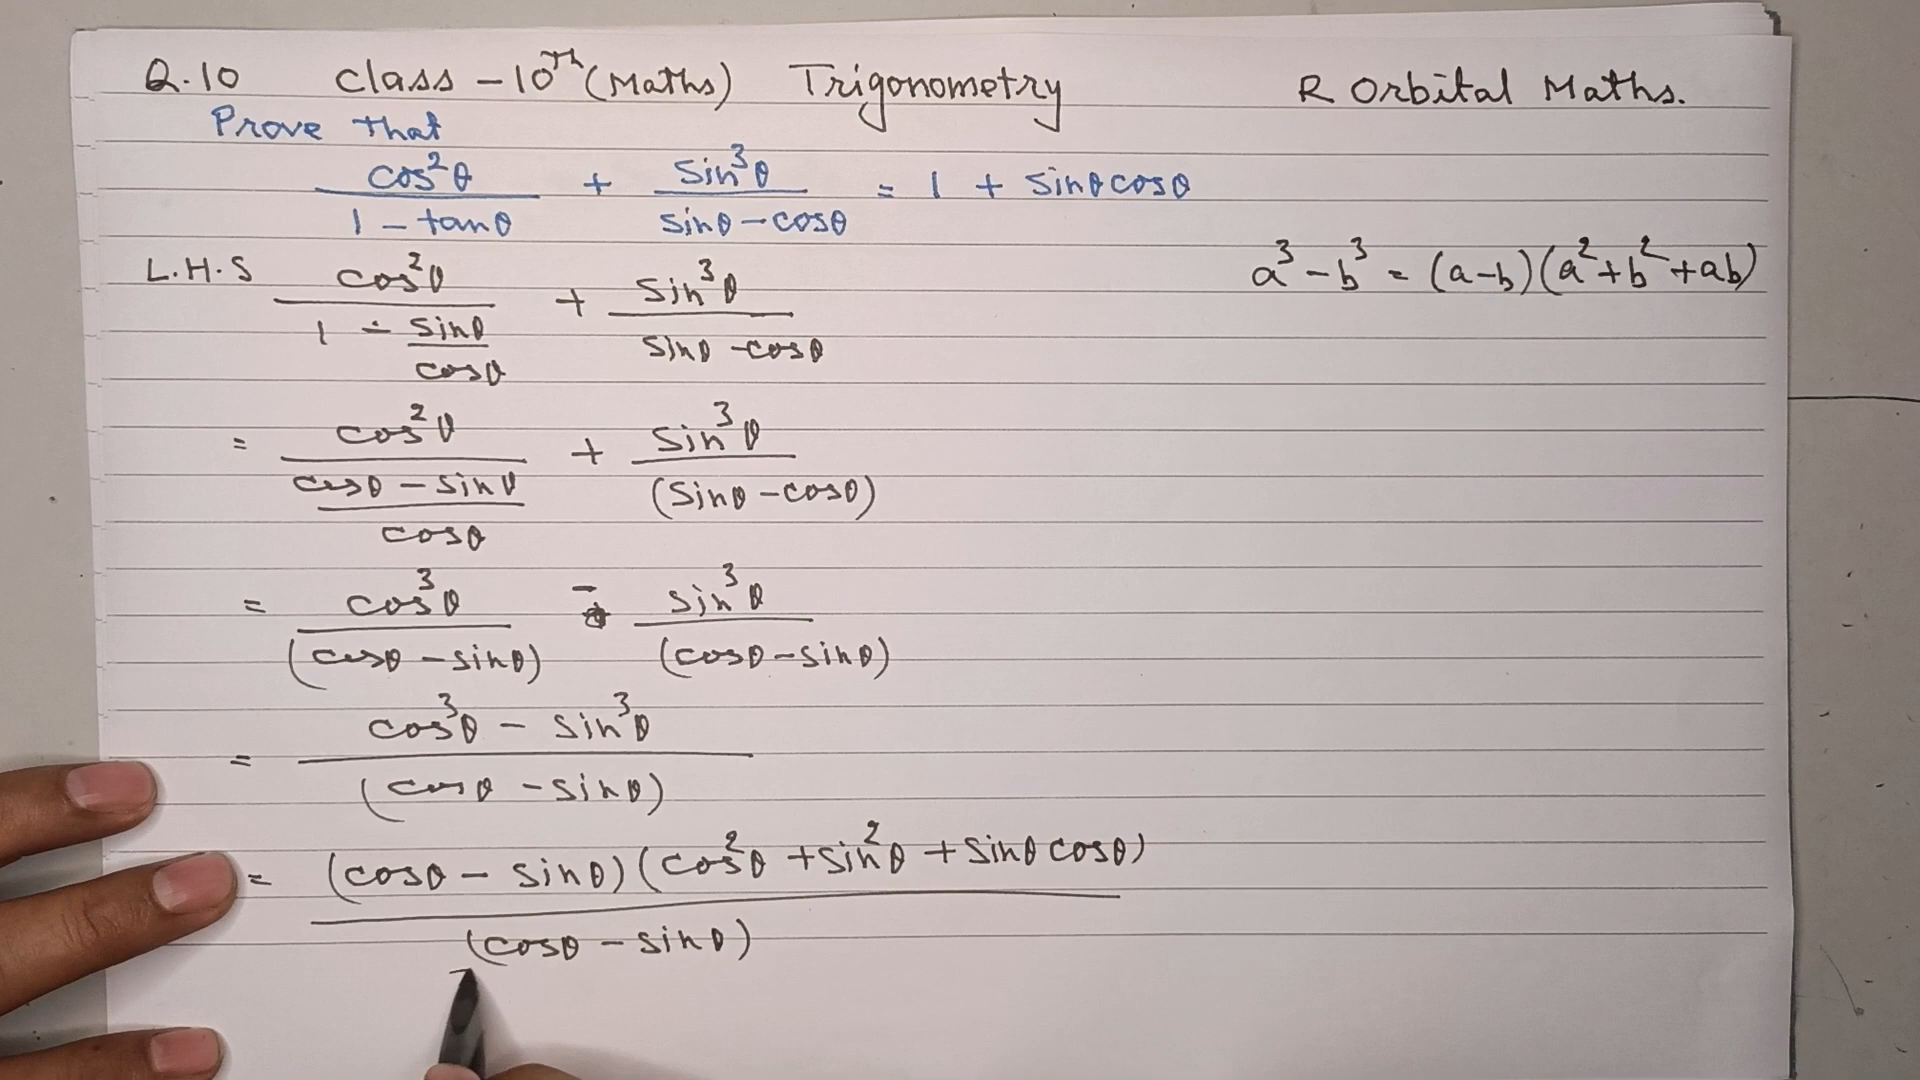 Q.10 Class - 10Th (Maths) Trigonometry R Orbital Maths.
Prove that
cos²θ / 1 - tanθ + sin³θ / sinθ - cosθ = 1 + sinθcosθ
a³ - b³ = (a-b)(a²+b²+ab)
L.H.S cos²θ / 1 - sinθ/cosθ + sin³θ / sinθ - cosθ
= cos²θ / cosθ - sinθ / cosθ + sin³θ / (sinθ - cosθ)
= cos³θ / (cosθ - sinθ) - sin³θ / (cosθ - sinθ)
= cos³θ - sin³θ / (cosθ - sinθ)
= (cosθ - sinθ)(cos²θ + sin²θ + sinθ cosθ) / (cosθ - sinθ)